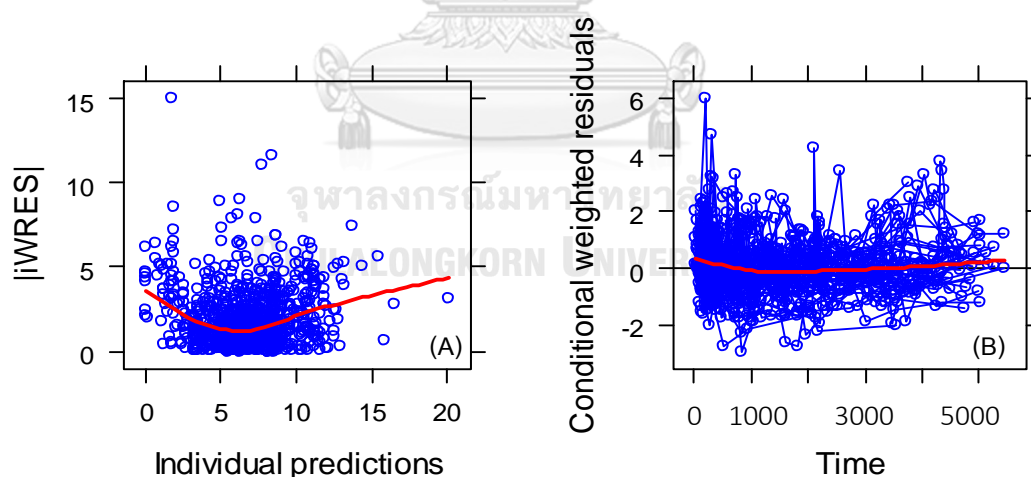 |iWRES|
15
10
5
0
(A)
0 5 10 15 20
Individual predictions
Conditional weighted residuals
6
4
2
0
-2
(B)
0 1000 3000 5000
Time
จุฬาลงกรณ์มหาวิทยาลัย
CHULALONGKORN UNIVERSITY